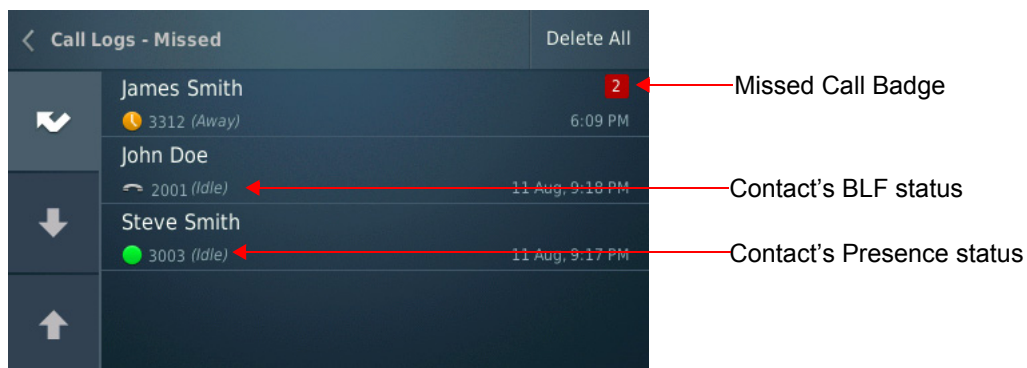 Call Logs - Missed
Delete All
James Smith
2
Missed Call Badge
3312 (Away)
6:09 PM
John Doe
2001 (Idle)
11 Aug, 9:18 PM
Contact's BLF status
Steve Smith
3003 (Idle)
11 Aug, 9:17 PM
Contact's Presence status